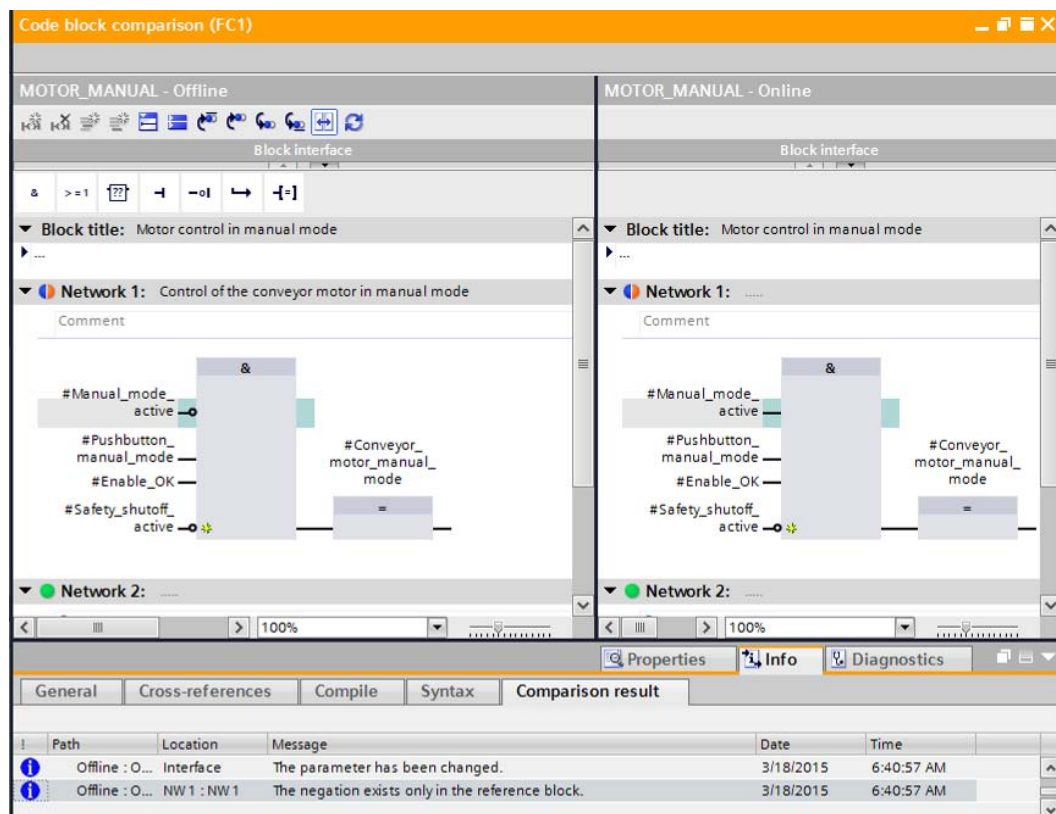 Code block comparison (FC1)
MOTOR_MANUAL - Offline
MOTOR_MANUAL - Online
Block interface
Block interface
& >=1 ?? -[=]
Block title: Motor control in manual mode
...
Network 1: Control of the conveyor motor in manual mode
Comment
&
#Manual_mode_
active
#Pushbutton_
manual_mode
#Enable_OK
#Safety_shutoff_
active
#Conveyor_
motor_manual_
mode
=
Network 2: .....
100%
Block title: Motor control in manual mode
...
Network 1: .....
Comment
&
#Manual_mode_
active
#Pushbutton_
manual_mode
#Enable_OK
#Safety_shutoff_
active
#Conveyor_
motor_manual_
mode
=
Network 2: .....
100%
Properties Info Diagnostics
General Cross-references Compile Syntax Comparison result
! Path Location Message Date Time
Offline : O... Interface The parameter has been changed. 3/18/2015 6:40:57 AM
Offline : O... NW1 : NW1 The negation exists only in the reference block. 3/18/2015 6:40:57 AM